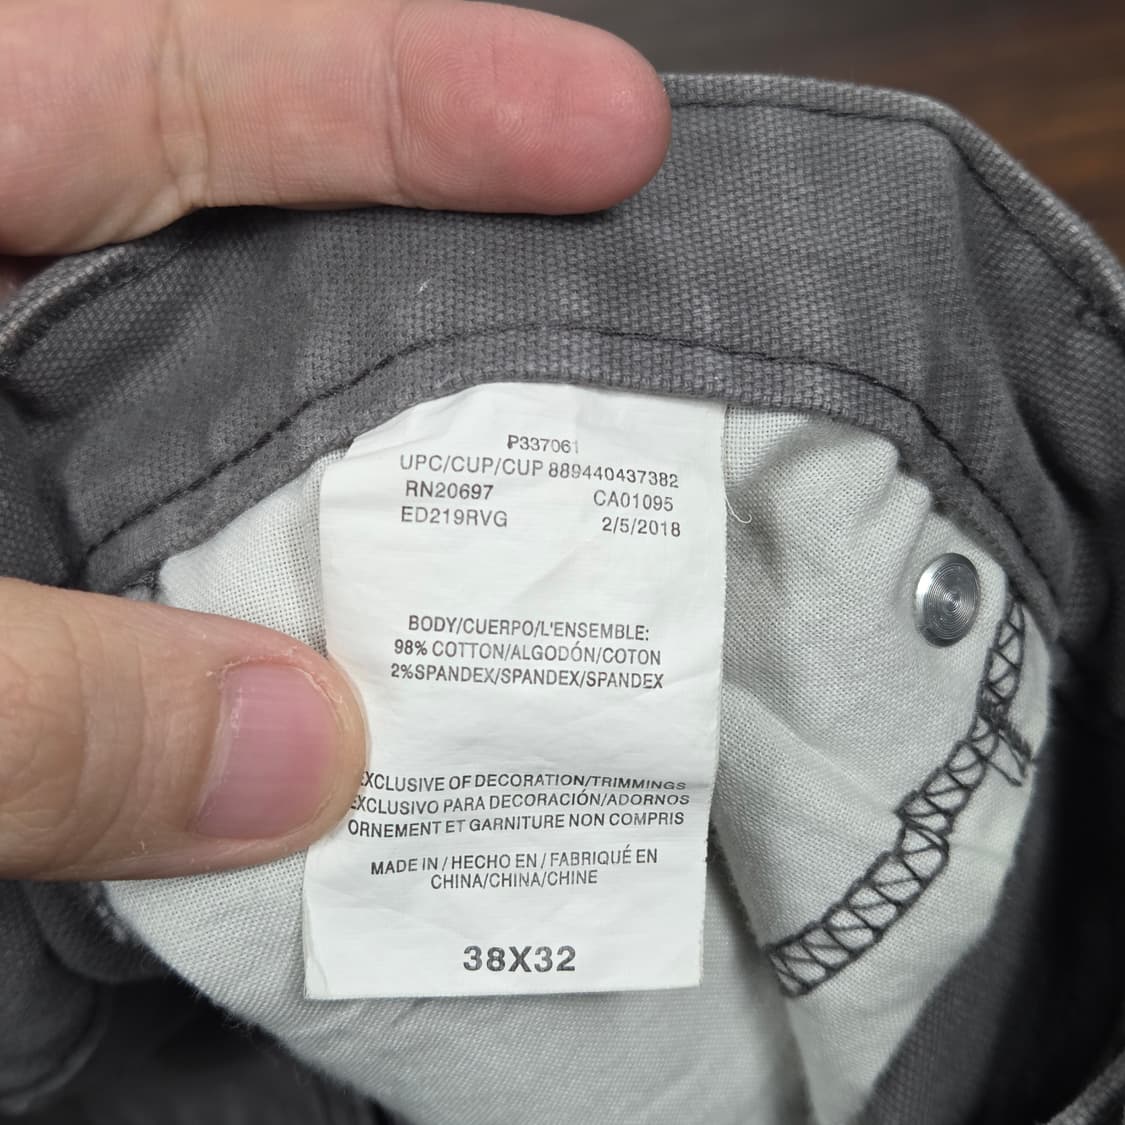 P337061
UPC/CUP/CUP 889440437382
RN20697 CA01095
ED219RVG 2/5/2018
BODY/CUERPO/L'ENSEMBLE:
98% COTTON/ALGODÓN/COTON
2%SPANDEX/SPANDEX/SPANDEX
EXCLUSIVE OF DECORATION/TRIMMINGS
EXCLUSIVO PARA DECORACIÓN/ADORNOS
ORNEMENT ET GARNITURE NON COMPRIS
MADE IN / HECHO EN / FABRIQUÉ EN
CHINA/CHINA/CHINE
38X32